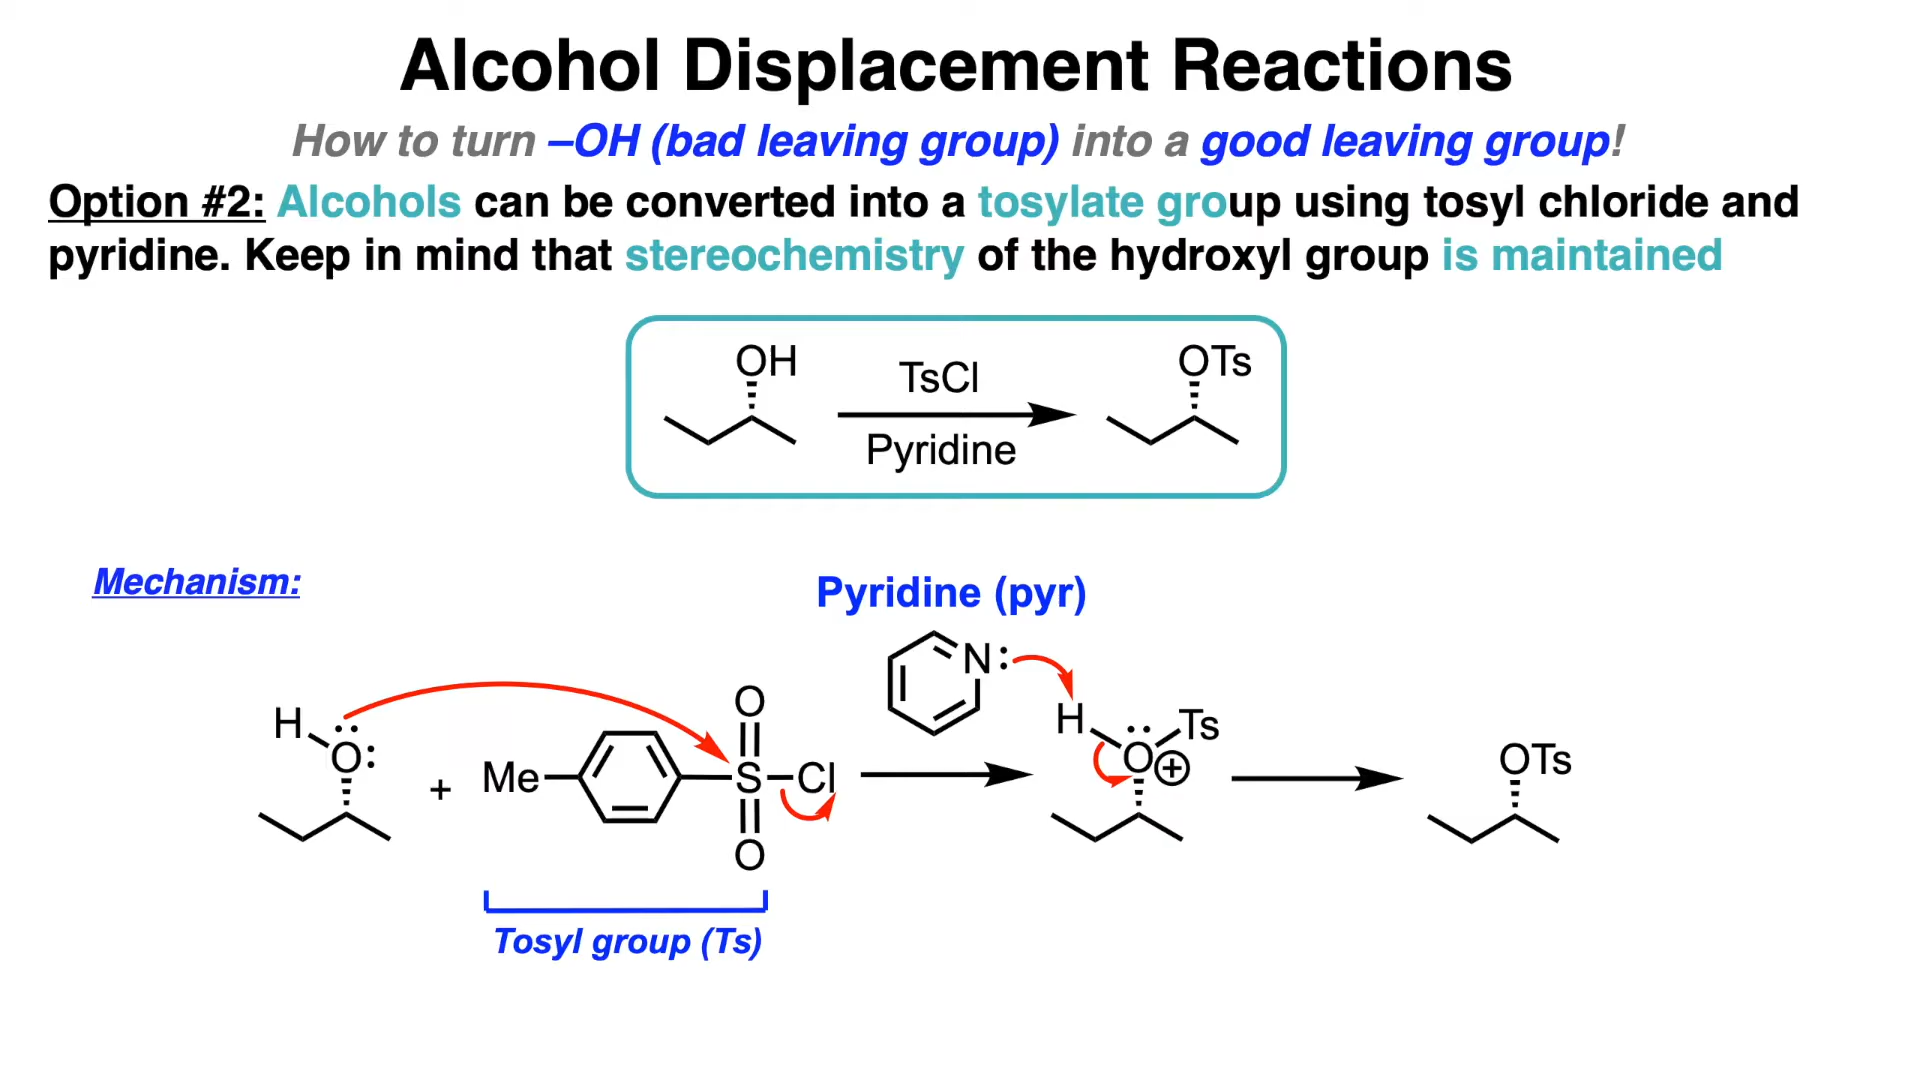 Alcohol Displacement Reactions
How to turn –OH (bad leaving group) into a good leaving group!
Option #2: Alcohols can be converted into a tosylate group using tosyl chloride and
pyridine. Keep in mind that stereochemistry of the hydroxyl group is maintained
OH
TsCl
Pyridine
OTs
Mechanism:
Pyridine (pyr)
N:
H
O:
+
Me
O
S
Cl
O
H
Ts
O
+
OTs
Tosyl group (Ts)